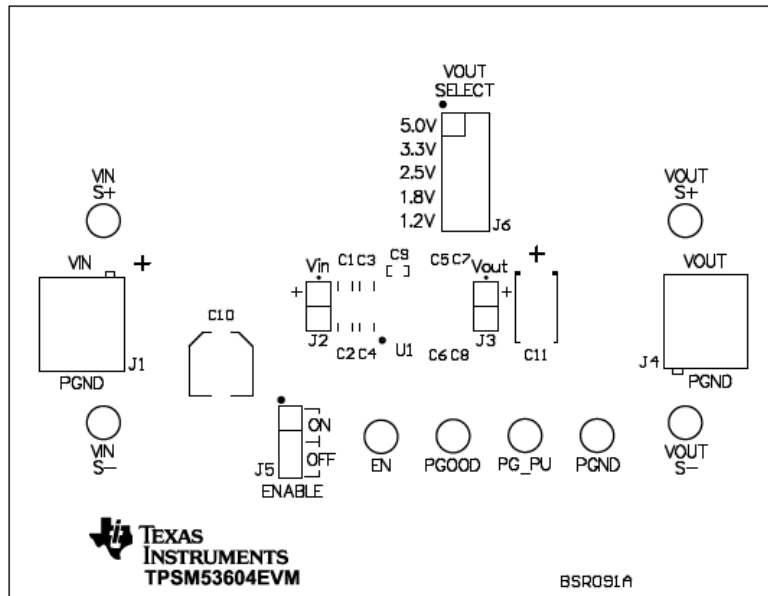 VOUT
SELECT
5.0V
3.3V
2.5V
1.8V
1.2V
J6
VIN
S+
VOUT
S+
VIN
+
J1
PGND
VIN
S-
C10
Vin
+
J2
C1 C3
C9
C2 C4
U1
C5 C7
C6 C8
Vout
+
J3
+
C11
VOUT
J4
PGND
VOUT
S-
ON
OFF
J5
ENABLE
EN
PGOOD
PG_PU
PGND
TEXAS
INSTRUMENTS
TPSM53604EVM
BSR091A